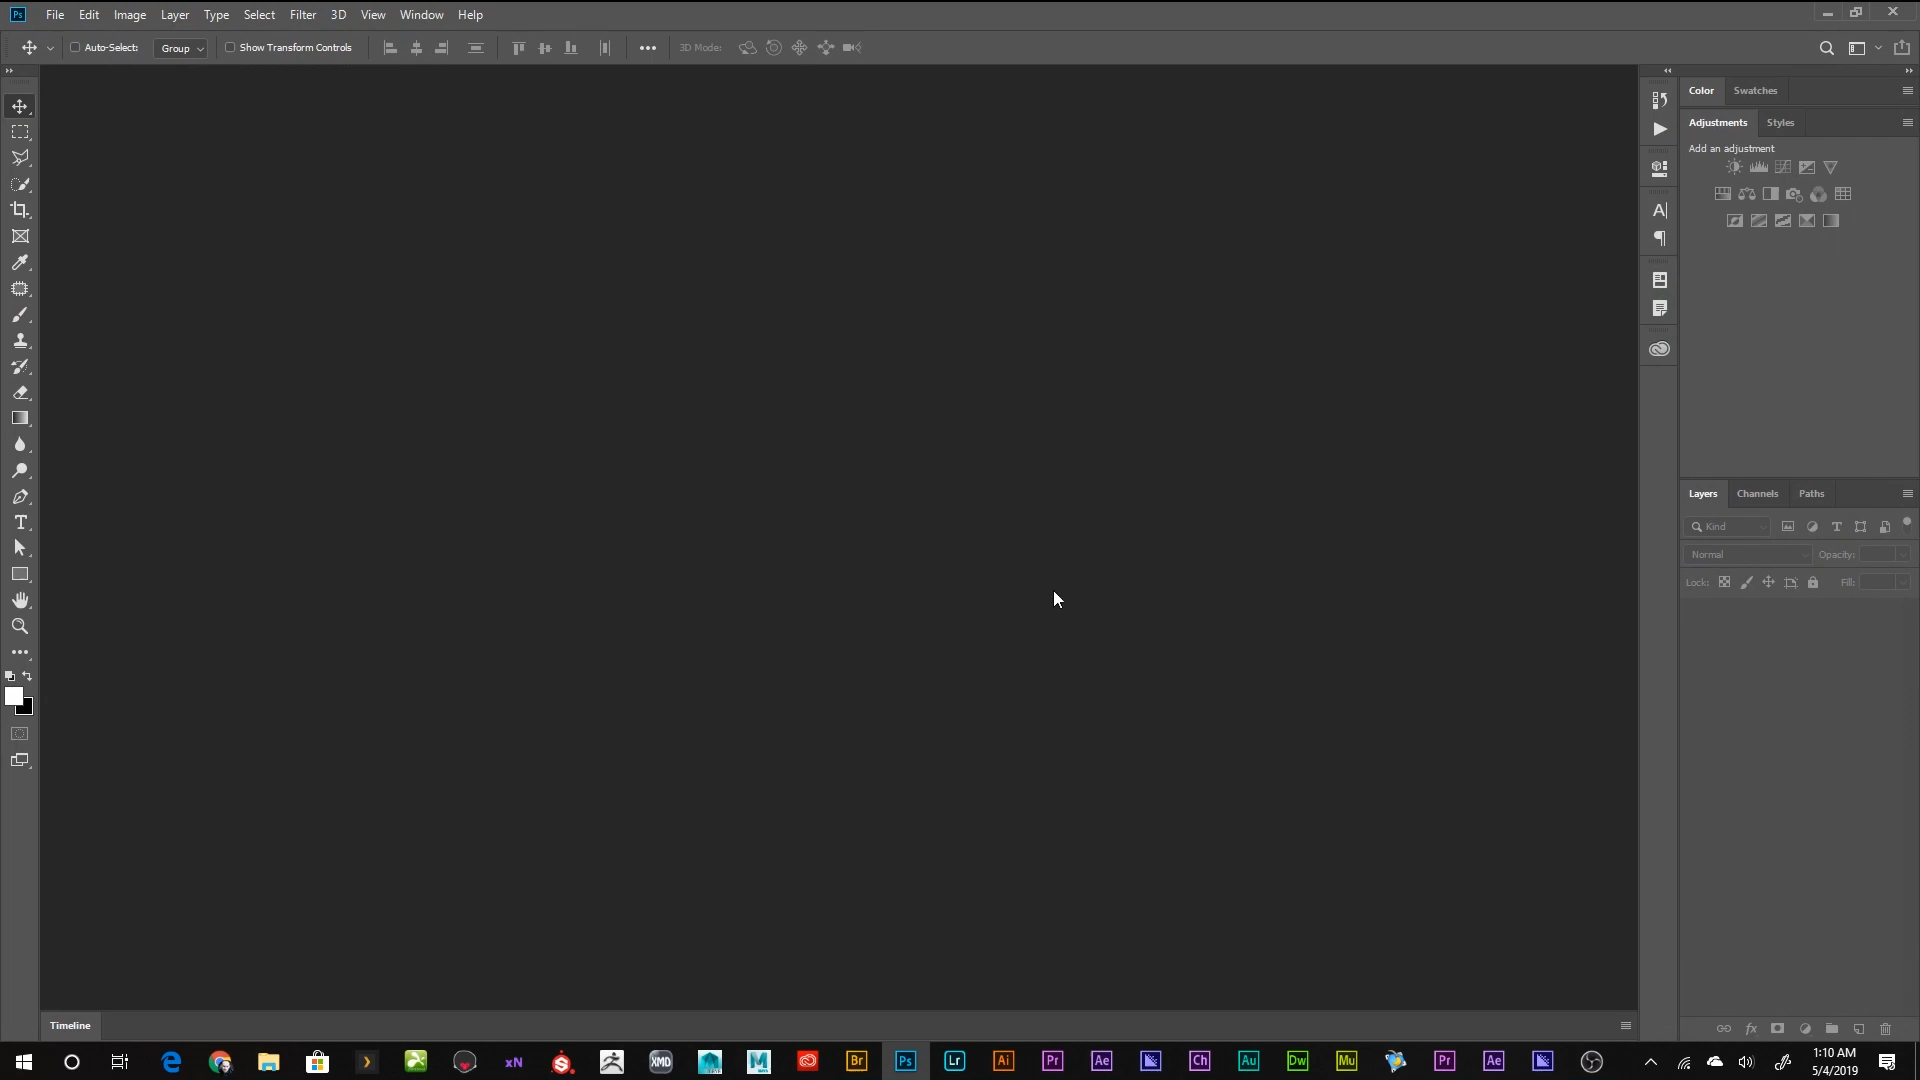 Ps File Edit Image Layer Type Select Filter 3D View Window Help
Auto-Select: Group Show Transform Controls 3D Mode:
Color Swatches
Adjustments Styles
Add an adjustment
Layers Channels Paths
Kind
Normal Opacity:
Lock: Fill:
Timeline
xN XMD Br Ps Lr Ai Pr Ae Ch Au Dw Mu Pr Ae
1:10 AM
5/4/2019